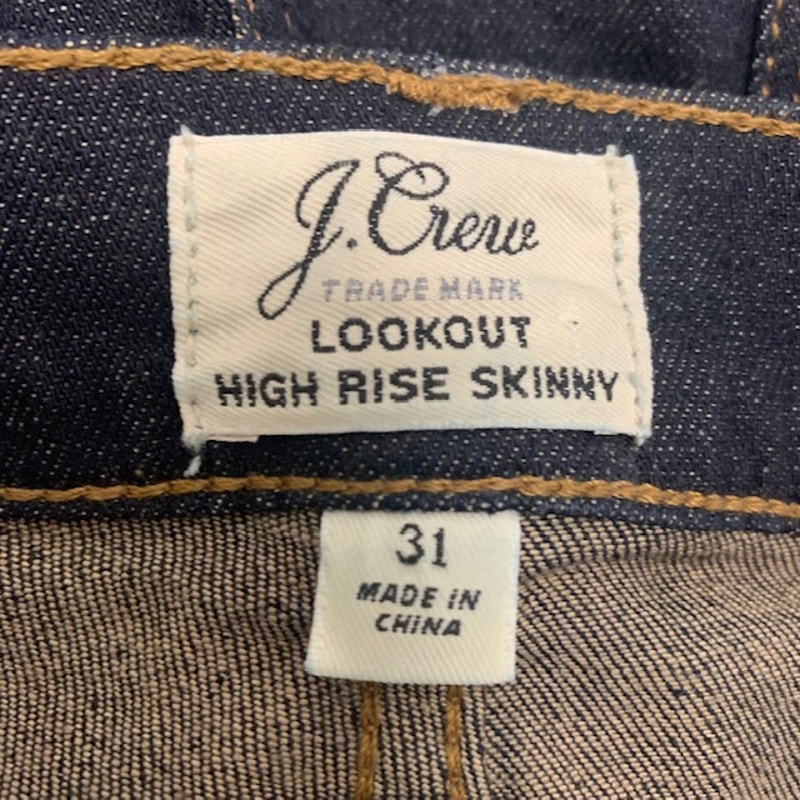 J.Crew
TRADE MARK
LOOKOUT
HIGH RISE SKINNY
31
MADE IN
CHINA